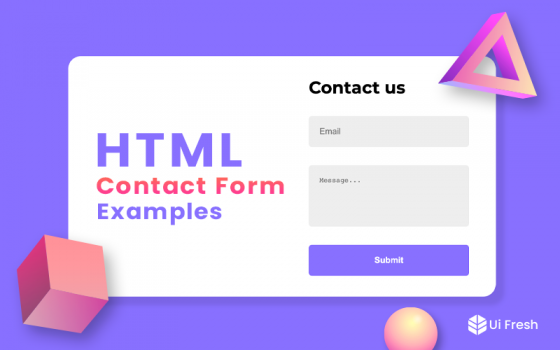 HTML
Contact Form
Examples
Contact us
Email
Message...
Submit
Ui Fresh